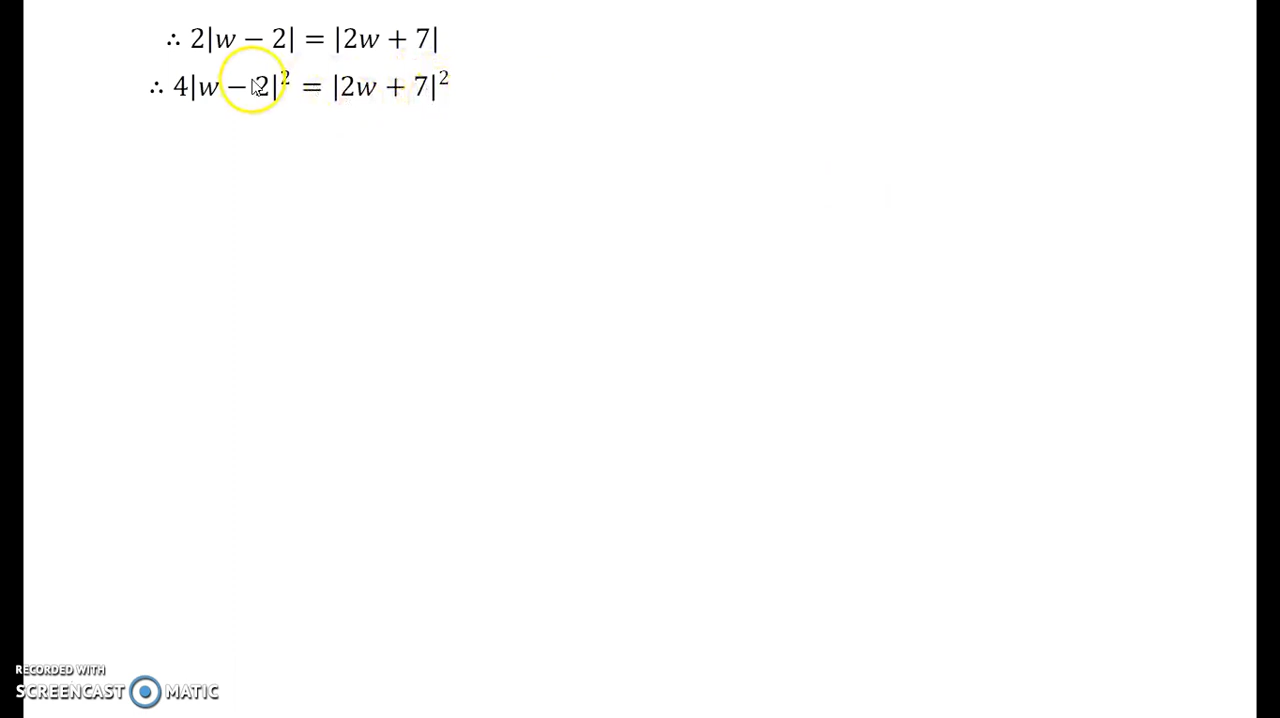 ∴ 2|w − 2| = |2w + 7|
∴ 4|w − 2|² = |2w + 7|²
RECORDED WITH
SCREENCAST MATIC